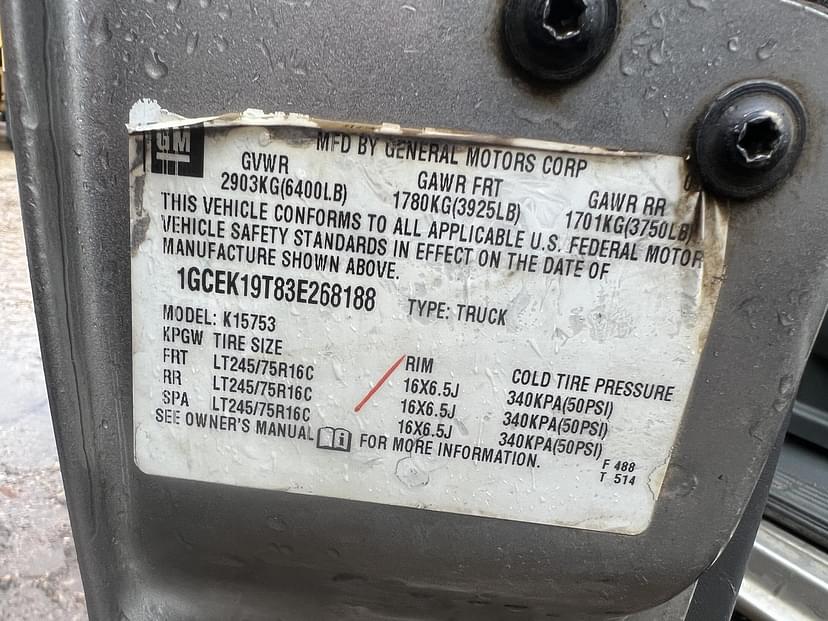 GM
MFD BY GENERAL MOTORS CORP
GVWR GAWR FRT GAWR RR
2903KG(6400LB) 1780KG(3925LB) 1701KG(3750LB)
THIS VEHICLE CONFORMS TO ALL APPLICABLE U.S. FEDERAL MOTOR
VEHICLE SAFETY STANDARDS IN EFFECT ON THE DATE OF
MANUFACTURE SHOWN ABOVE.
1GCEK19T83E268188 TYPE: TRUCK
MODEL: K15753
KPGW TIRE SIZE RIM COLD TIRE PRESSURE
FRT LT245/75R16C 16X6.5J 340KPA(50PSI)
RR LT245/75R16C 16X6.5J 340KPA(50PSI)
SPA LT245/75R16C 16X6.5J 340KPA(50PSI)
SEE OWNER'S MANUAL FOR MORE INFORMATION.
F 488
T 514